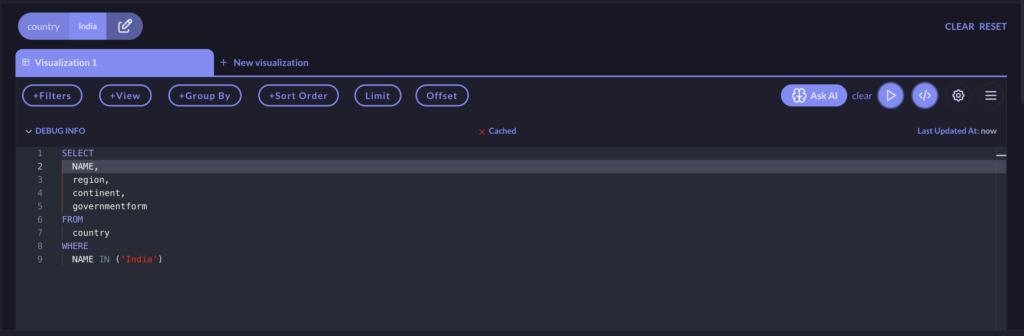 country India
CLEAR RESET
Visualization 1 + New visualization
+Filters +View +Group By +Sort Order Limit Offset Ask AI clear
DEBUG INFO Cached Last Updated At: now
1 SELECT
2 NAME,
3 region,
4 continent,
5 governmentform
6 FROM
7 country
8 WHERE
9 NAME IN ('India')